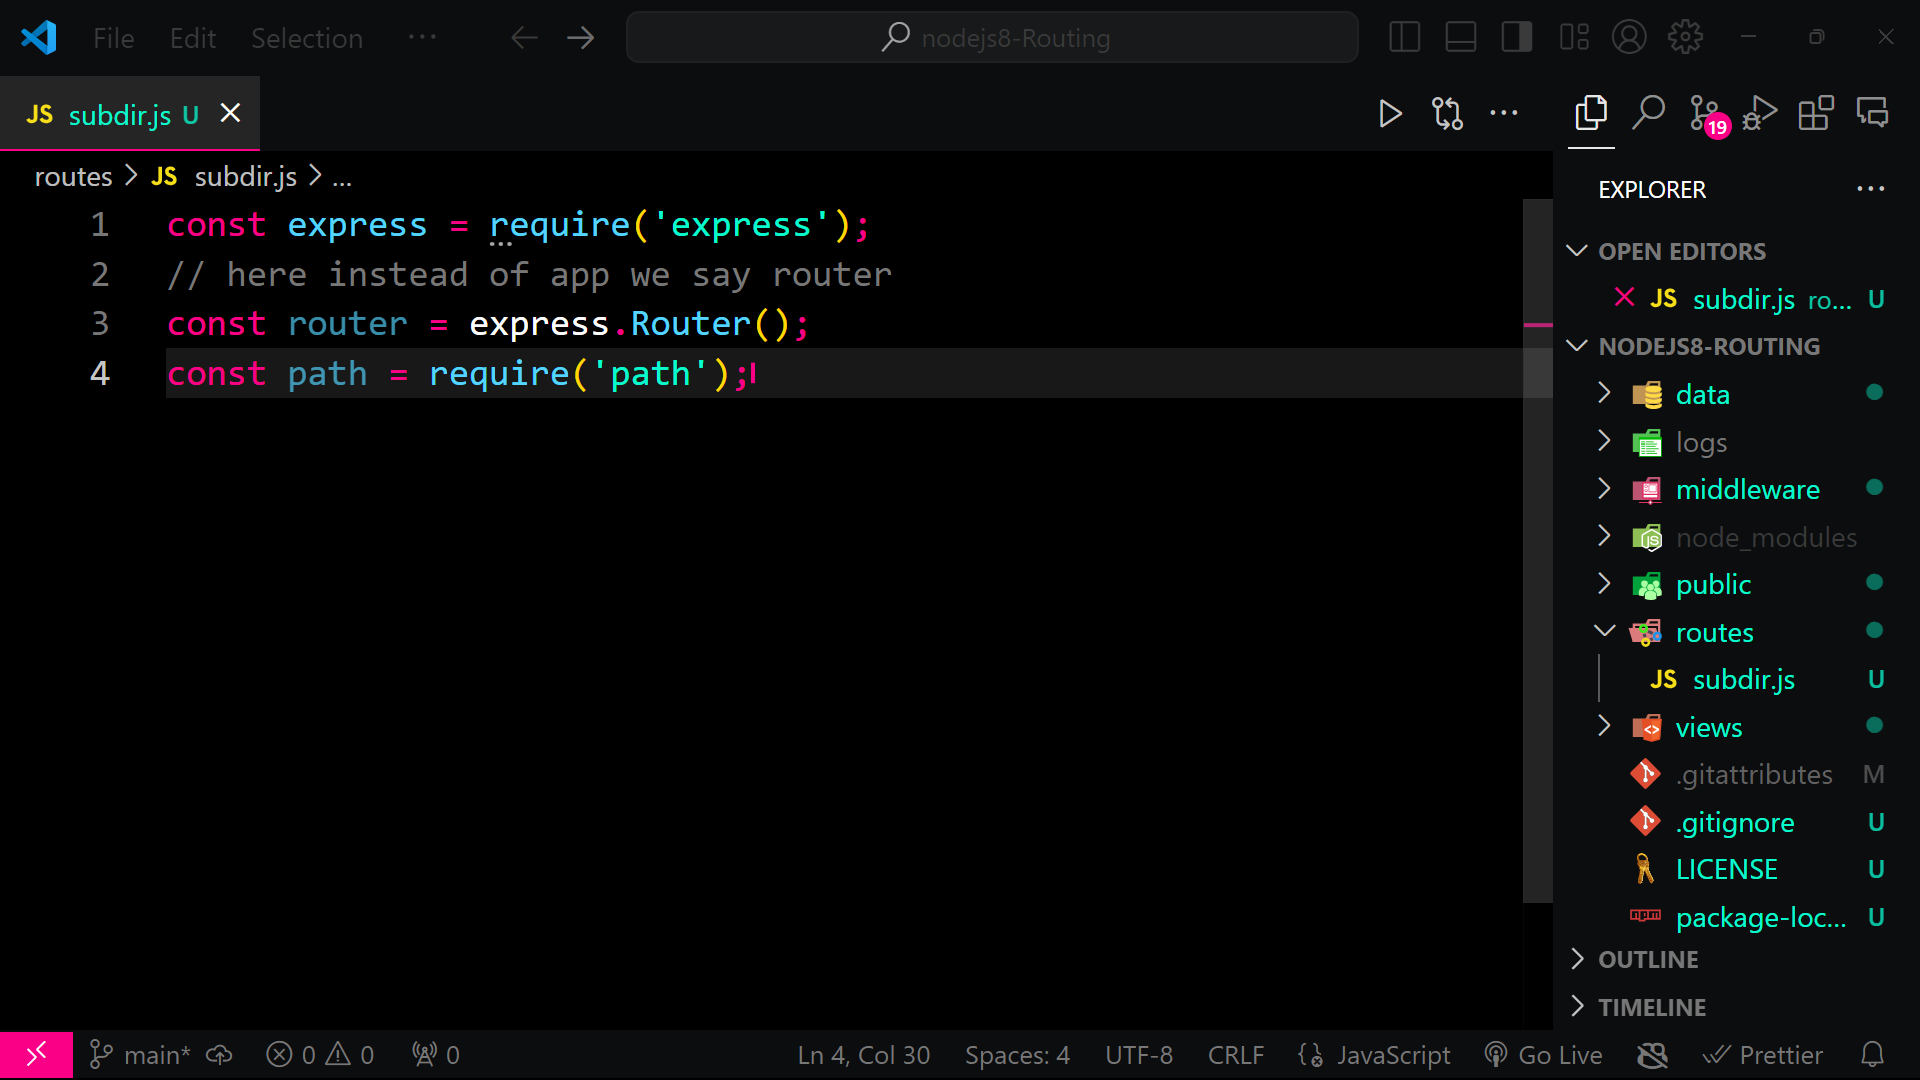 File Edit Selection ··· nodejs8-Routing
JS subdir.js U
19
routes > JS subdir.js > ...
1 const express = require('express');
2 // here instead of app we say router
3 const router = express.Router();
4 const path = require('path');
EXPLORER ···
OPEN EDITORS
JS subdir.js ro... U
NODEJS8-ROUTING
data
logs
middleware
node_modules
public
routes
JS subdir.js U
views
.gitattributes M
.gitignore U
LICENSE U
package-loc... U
OUTLINE
TIMELINE
main* 0 0 0 Ln 4, Col 30 Spaces: 4 UTF-8 CRLF JavaScript Go Live Prettier